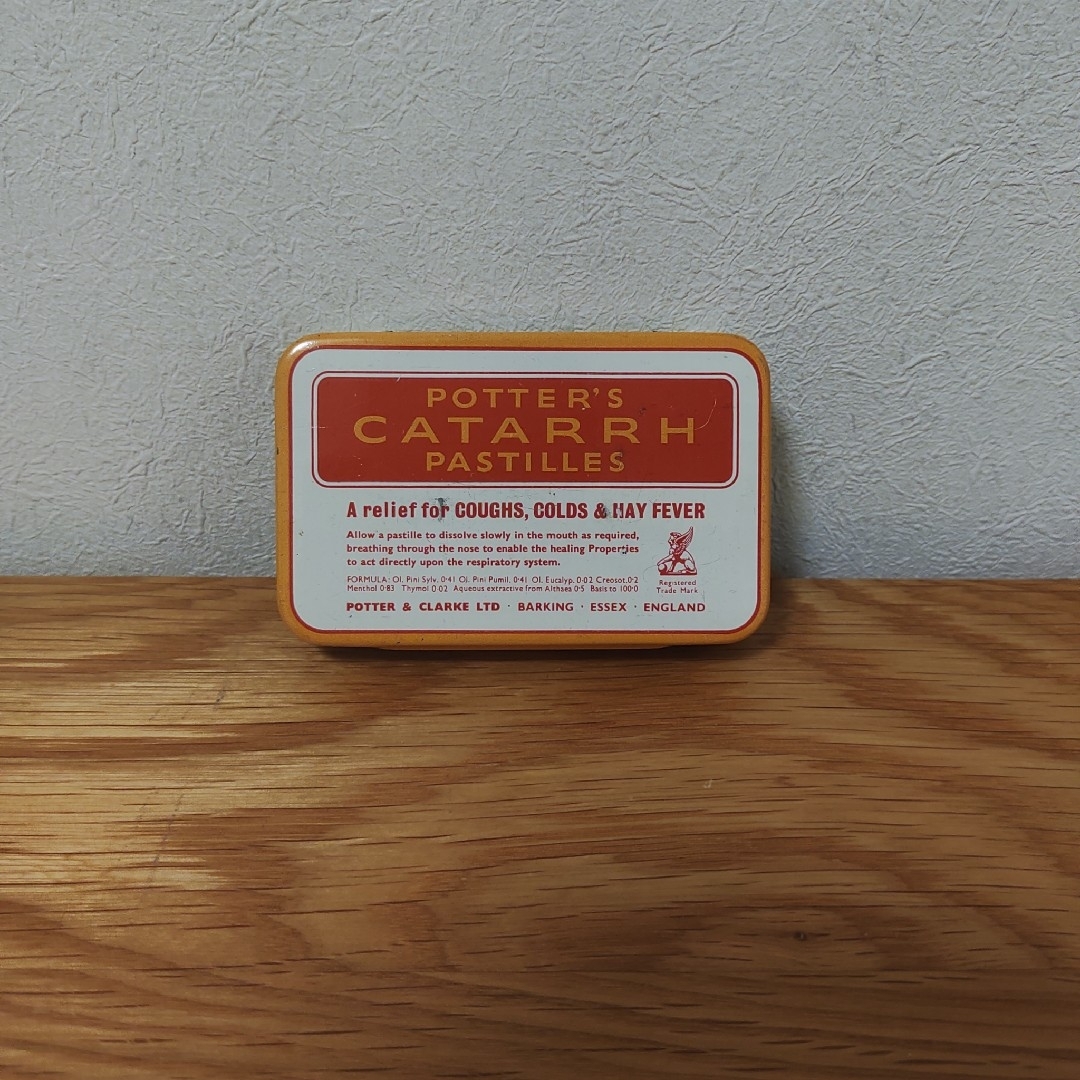 POTTER'S
CATARRH
PASTILLES
A relief for COUGHS, COLDS & HAY FEVER
Allow a pastille to dissolve slowly in the mouth as required,
breathing through the nose to enable the healing Properties
to act directly upon the respiratory system.
Registered
Trade Mark
FORMULA: Ol. Pini Sylv. 0·41 Ol. Pini Pumil. 0·41 Ol. Eucalyp. 0·02 Creosot. 0·2
Menthol 0·83 Thymol 0·02 Aqueous extractive from Althaea 0·5 Basis to 100·0
POTTER & CLARKE LTD · BARKING · ESSEX · ENGLAND